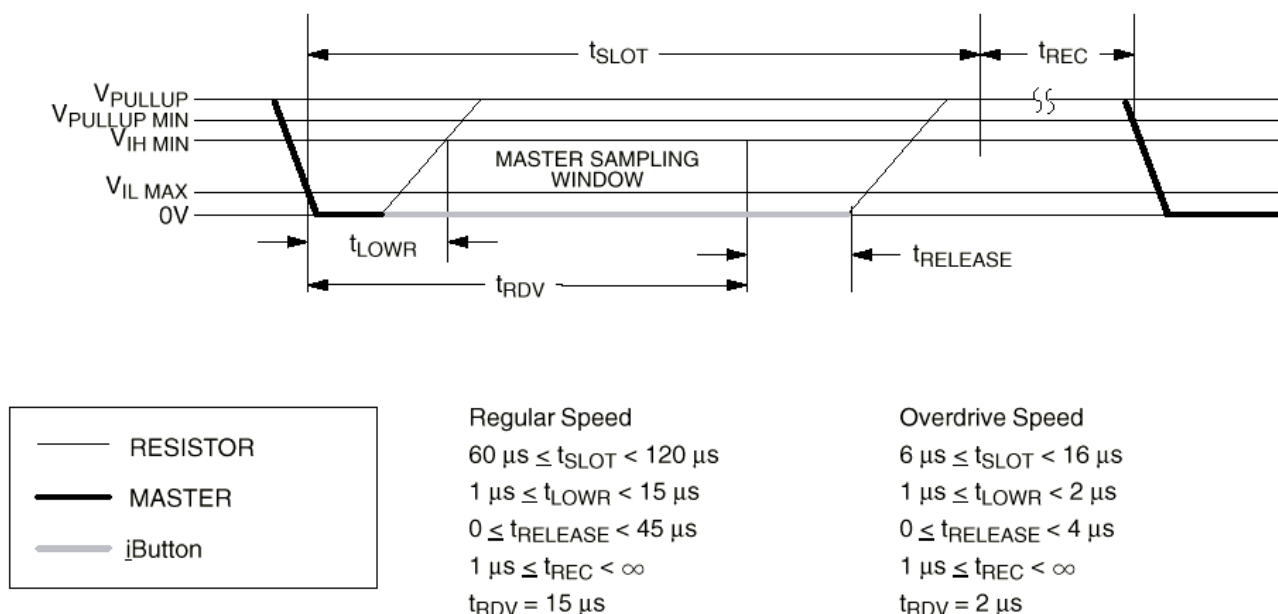 tSLOT
tREC
VPULLUP
VPULLUP MIN
VIH MIN
MASTER SAMPLING
WINDOW
VIL MAX
0V
tLOWR
tRELEASE
tRDV
RESISTOR
MASTER
iButton
Regular Speed
60 μs ≤ tSLOT < 120 μs
1 μs ≤ tLOWR < 15 μs
0 ≤ tRELEASE < 45 μs
1 μs ≤ tREC < ∞
tRDV = 15 μs
Overdrive Speed
6 μs ≤ tSLOT < 16 μs
1 μs ≤ tLOWR < 2 μs
0 ≤ tRELEASE < 4 μs
1 μs ≤ tREC < ∞
tRDV = 2 μs